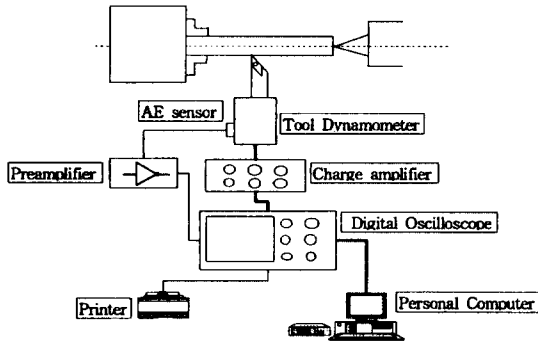 AE sensor
Tool Dynamometer
Preamplifier
Charge amplifier
Digital Oscilloscope
Printer
Personal Computer